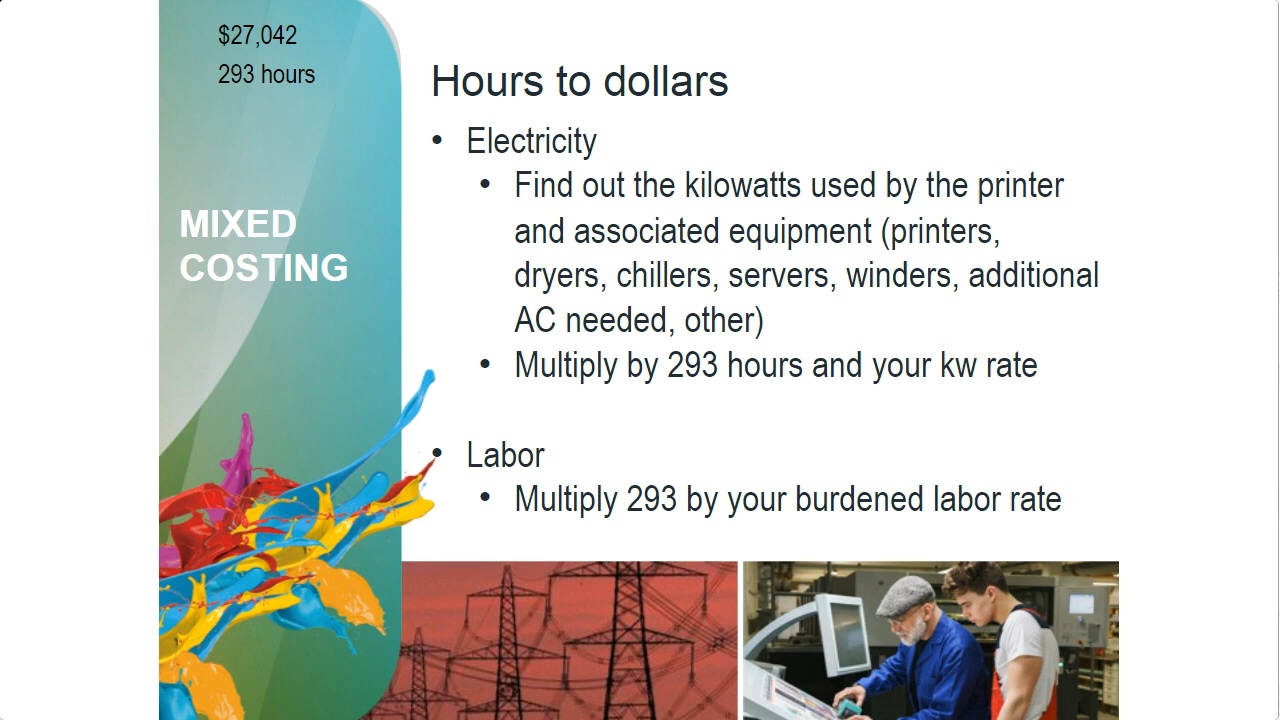 $27,042
293 hours
MIXED
COSTING
Hours to dollars
• Electricity
• Find out the kilowatts used by the printer
and associated equipment (printers,
dryers, chillers, servers, winders, additional
AC needed, other)
• Multiply by 293 hours and your kw rate
• Labor
• Multiply 293 by your burdened labor rate